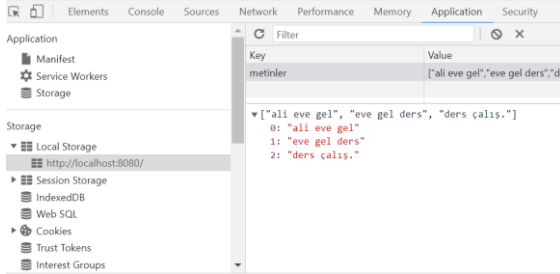 Elements Console Sources Network Performance Memory Application Security
Application
Manifest
Service Workers
Storage
Storage
Local Storage
http://localhost:8080/
Session Storage
IndexedDB
Web SQL
Cookies
Trust Tokens
Interest Groups
Filter
Key Value
metinler ["ali eve gel","eve gel ders","d
["ali eve gel", "eve gel ders", "ders çalış."]
0: "ali eve gel"
1: "eve gel ders"
2: "ders çalış."